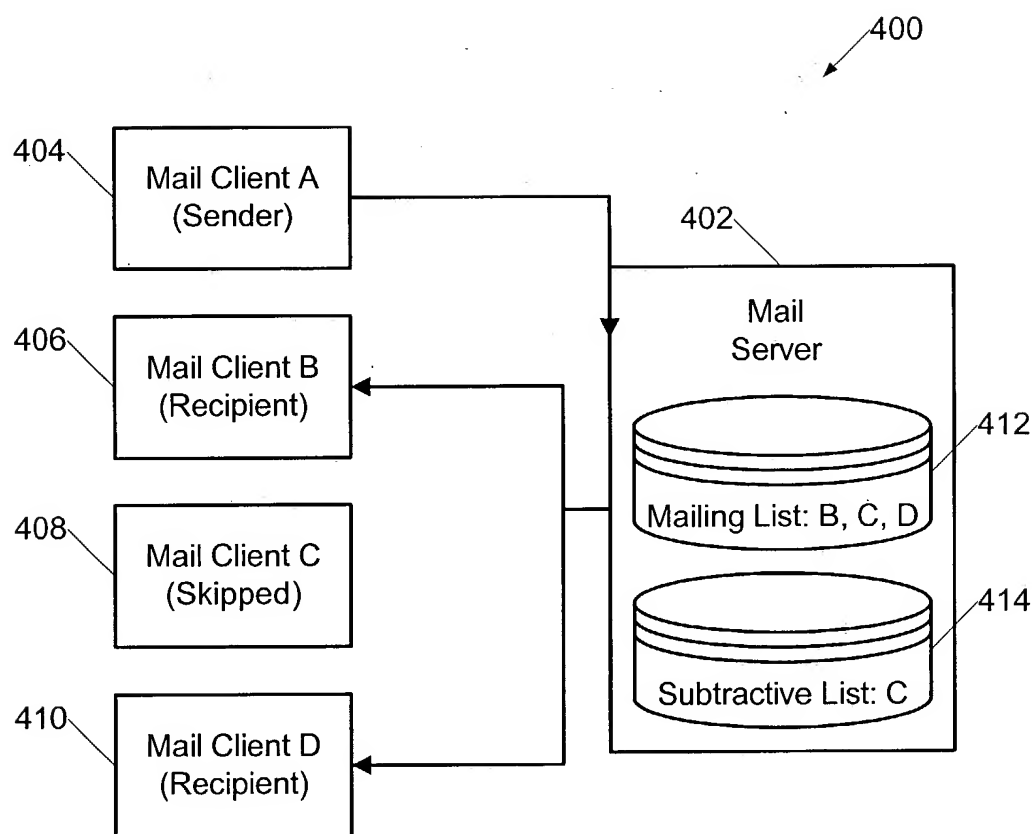 400
404
Mail Client A
(Sender)
402
Mail
Server
406
Mail Client B
(Recipient)
412
Mailing List: B, C, D
408
Mail Client C
(Skipped)
414
Subtractive List: C
410
Mail Client D
(Recipient)